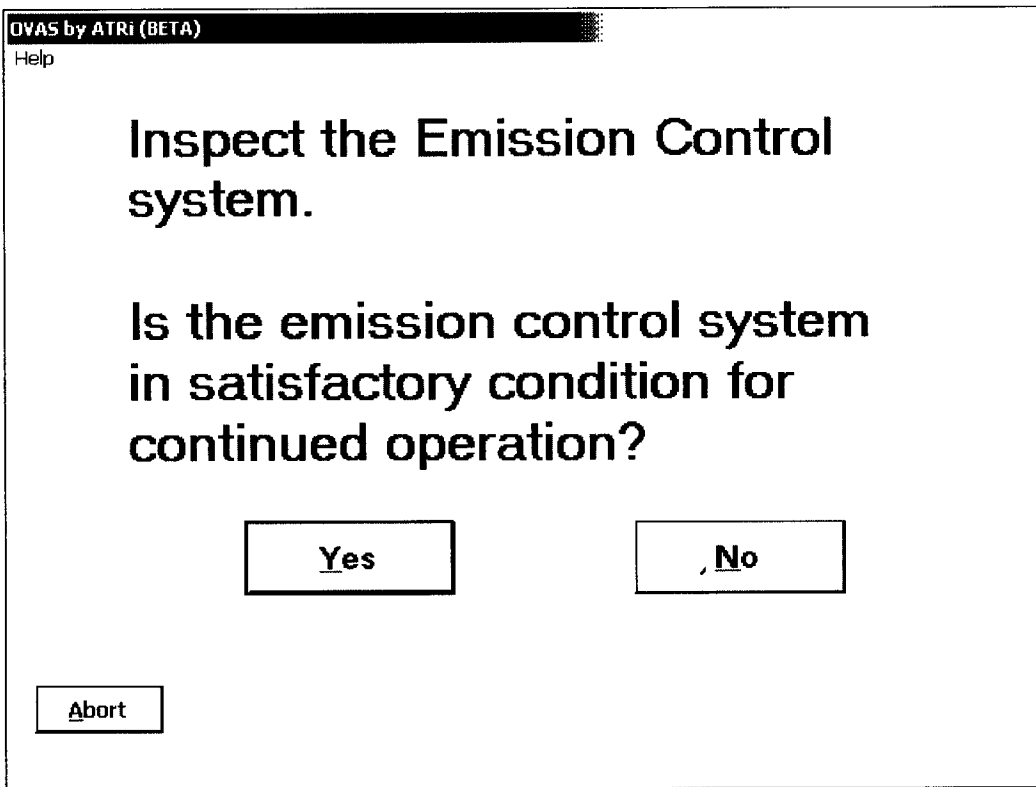 OVAS by ATRi (BETA)
Help
Inspect the Emission Control
system.
Is the emission control system
in satisfactory condition for
continued operation?
Yes
No
Abort